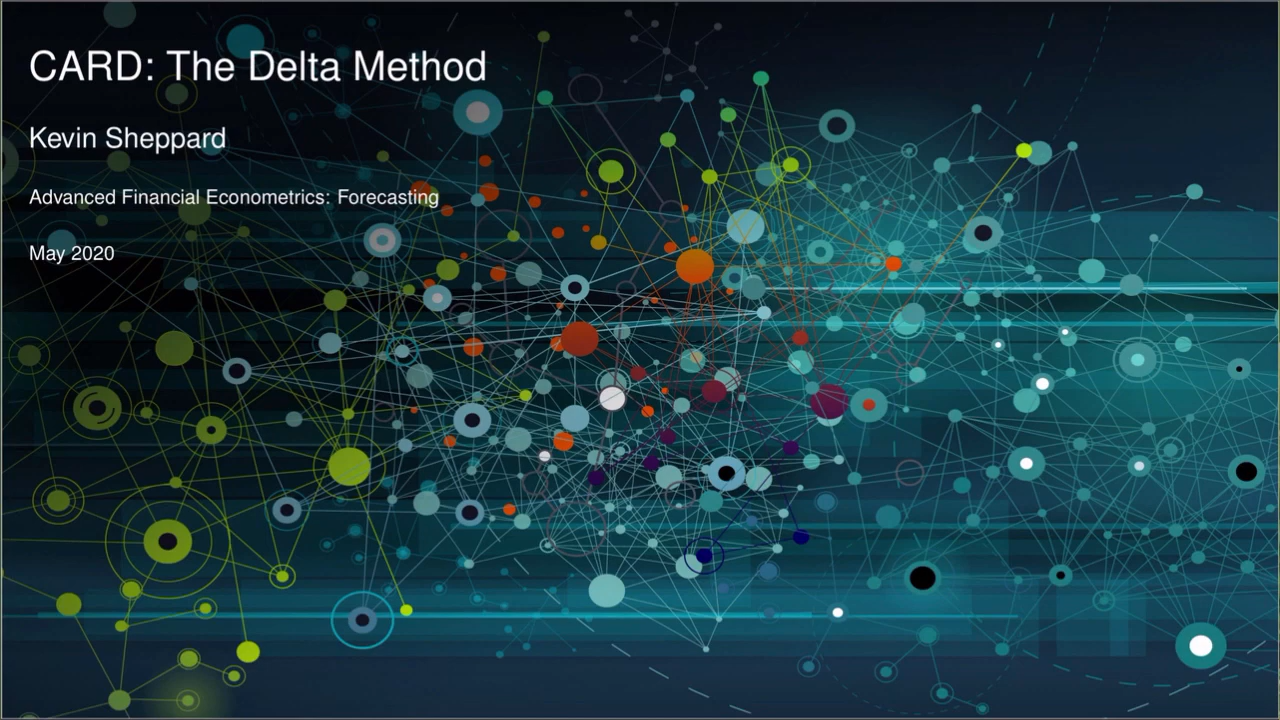 CARD: The Delta Method
Kevin Sheppard
Advanced Financial Econometrics: Forecasting
May 2020